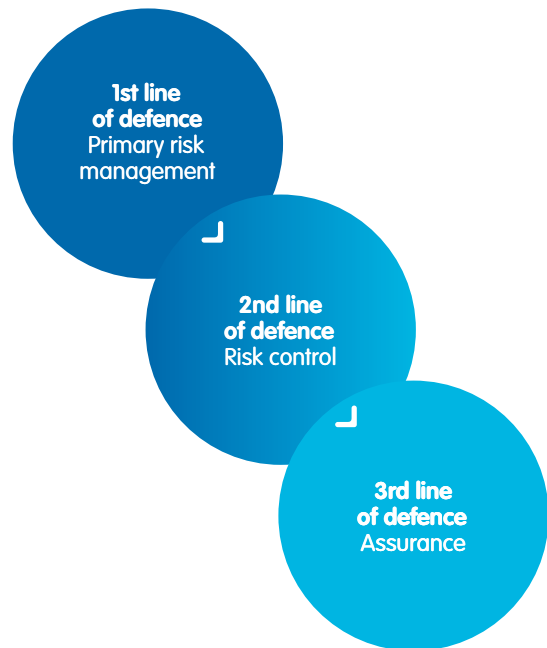 1st line
of defence
Primary risk
management
2nd line
of defence
Risk control
3rd line
of defence
Assurance